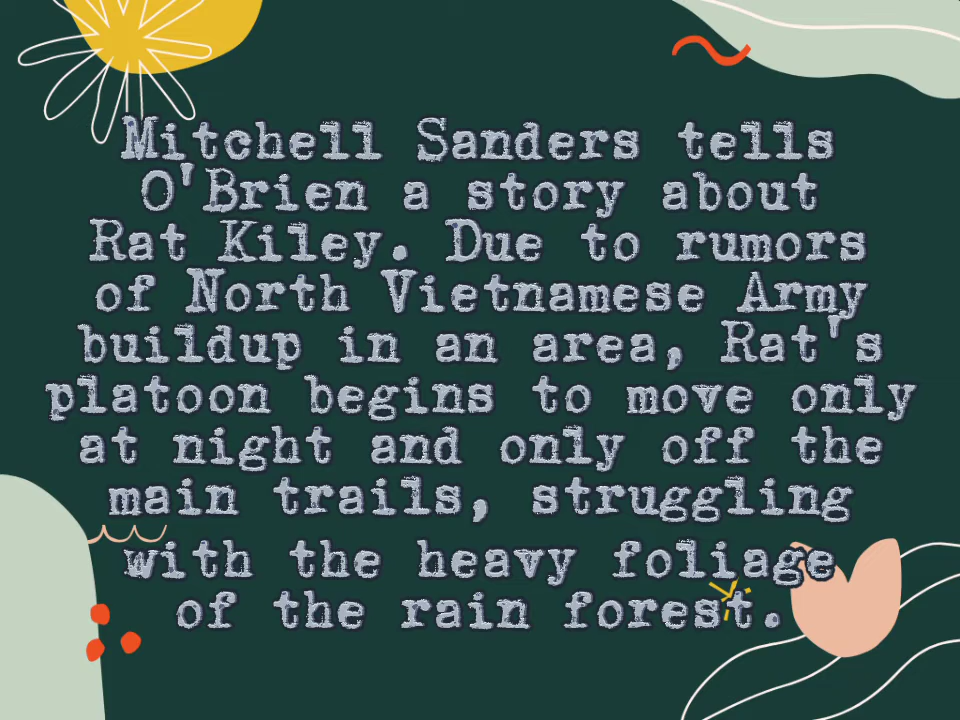 Mitchell Sanders tells
O'Brien a story about
Rat Kiley. Due to rumors
of North Vietnamese Army
buildup in an area, Rat's
platoon begins to move only
at night and only off the
main trails, struggling
with the heavy foliage
of the rain forest.